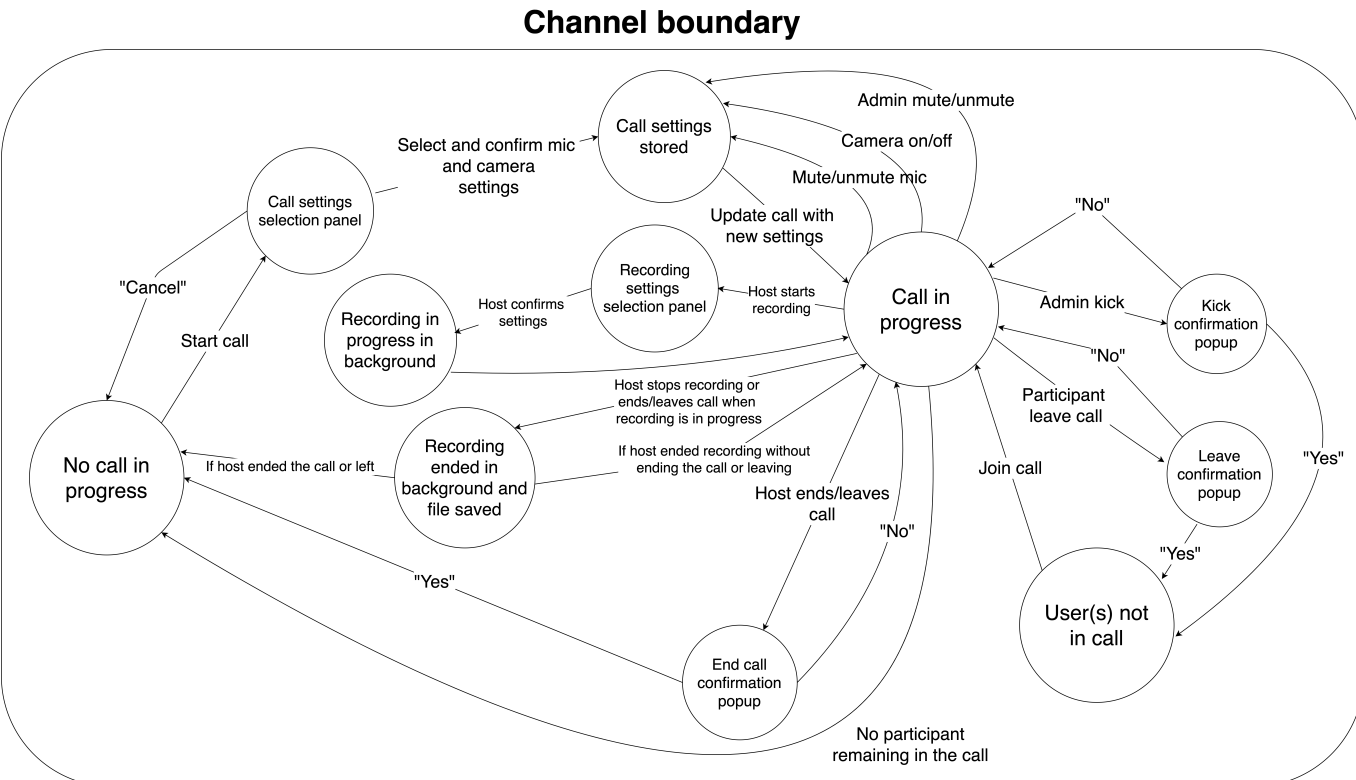 Channel boundary
Admin mute/unmute
Call settings
stored
Camera on/off
Select and confirm mic
and camera
settings
Mute/unmute mic
Call settings
selection panel
Update call with
new settings
"No"
"Cancel"
Start call
Recording
settings
selection panel
Host starts
recording
Call in
progress
Admin kick
Kick
confirmation
popup
Host confirms
settings
Recording in
progress in
background
"No"
Host stops recording or
ends/leaves call when
recording is in progress
Participant
leave call
No call in
progress
If host ended the call or left
Recording
ended in
background and
file saved
If host ended recording without
ending the call or leaving
Join call
Leave
confirmation
popup
"Yes"
Host ends/leaves
call
"No"
"Yes"
"Yes"
User(s) not
in call
End call
confirmation
popup
No participant
remaining in the call